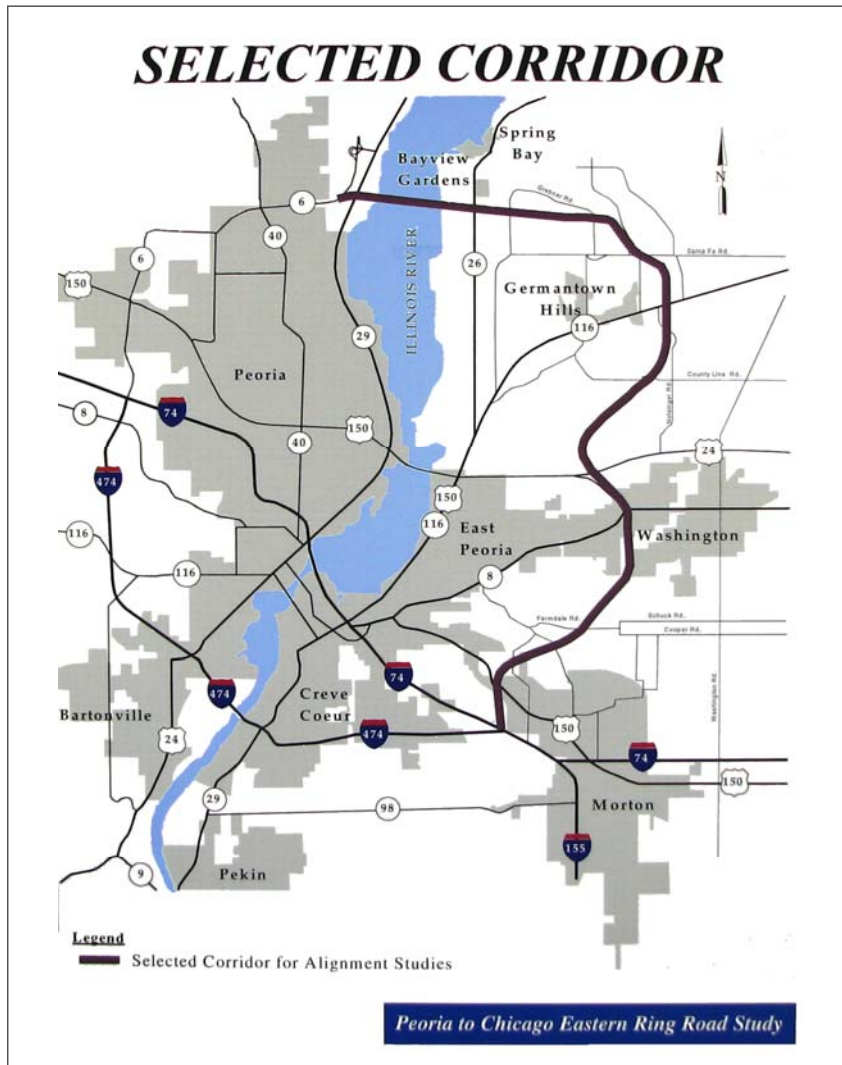 SELECTED CORRIDOR
Spring
Bay
Bayview
Gardens
N
Grabner Rd.
6
40
6
26
Santa Fe Rd.
150
ILLINOIS RIVER
Germantown
Hills
116
29
Peoria
County Line Rd.
74
8
150
40
24
474
150
116
East
Peoria
Washington
116
116
8
Farmdale Rd.
Schuck Rd.
Cooper Rd.
74
474
Creve
Coeur
Bartonville
Washington Rd.
474
24
150
74
150
29
98
Morton
155
9
Pekin
Legend
Selected Corridor for Alignment Studies
Peoria to Chicago Eastern Ring Road Study